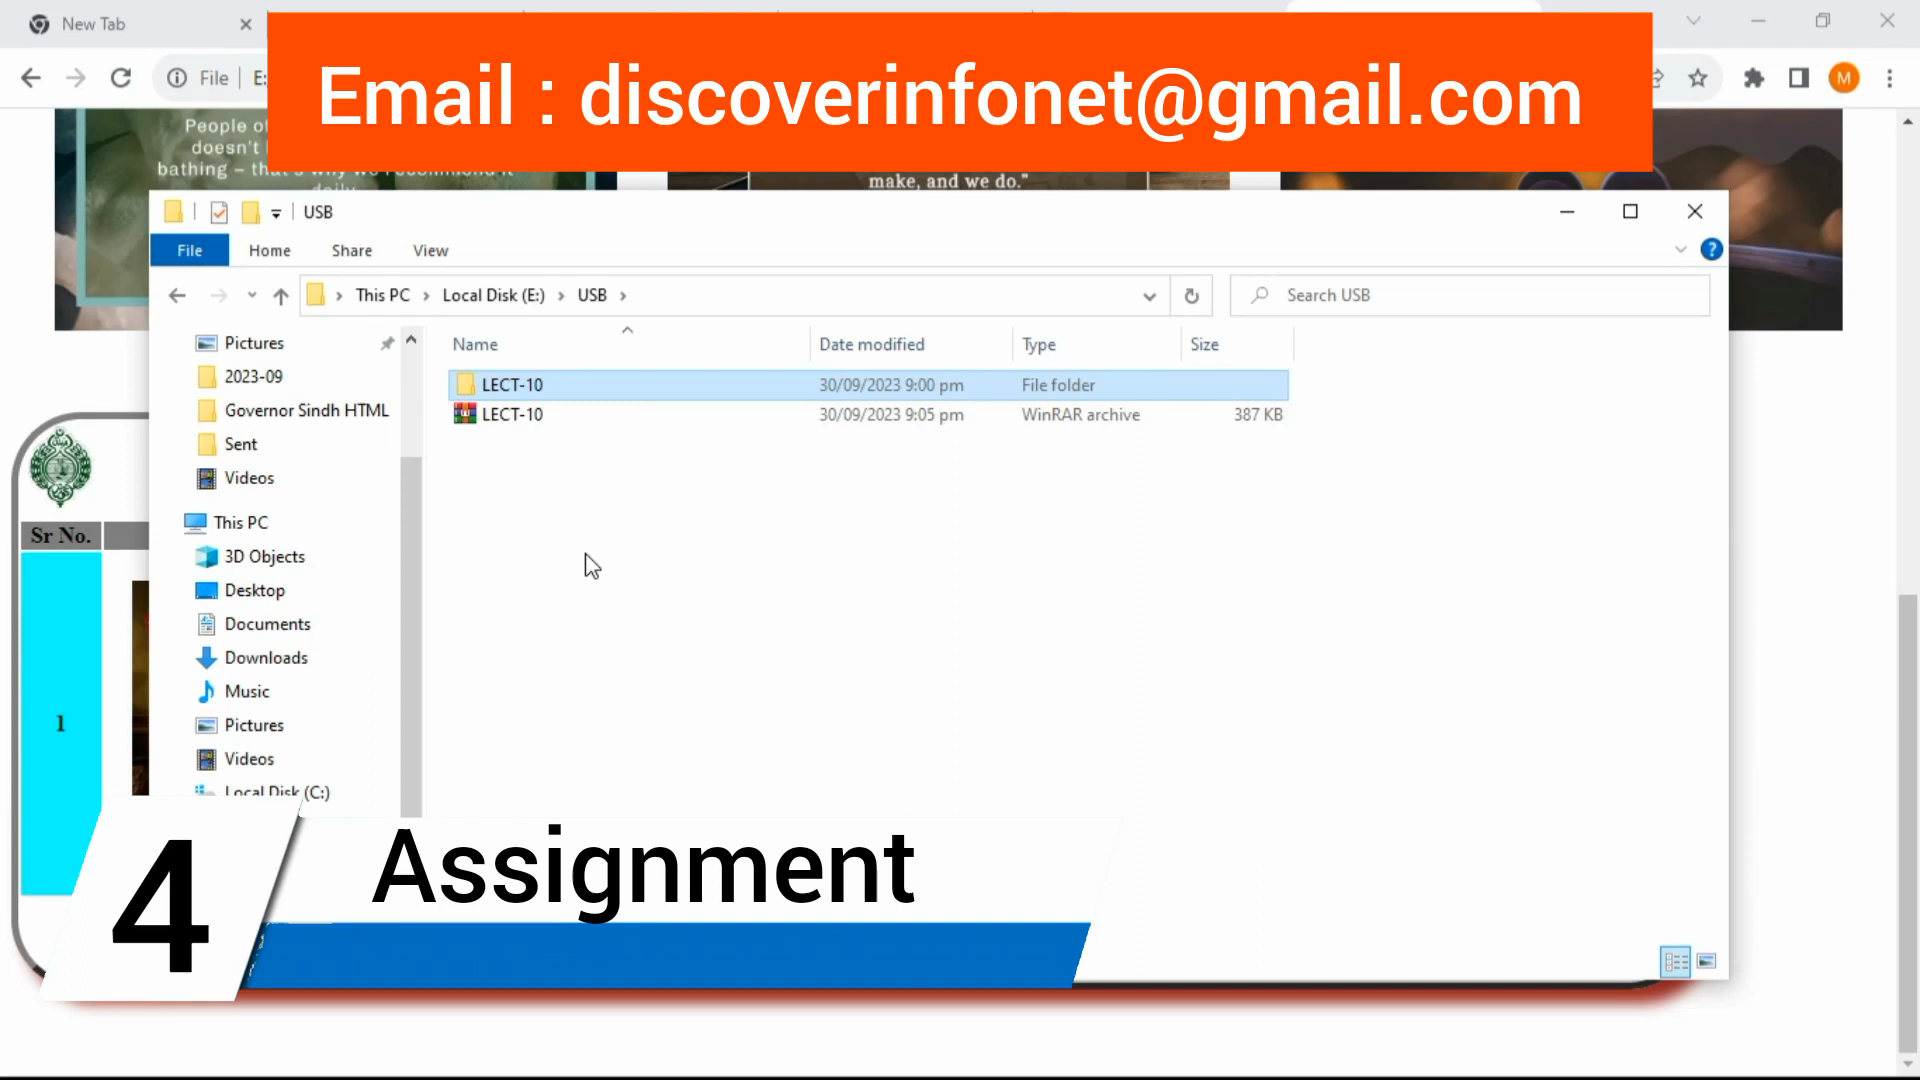 New Tab
Email : discoverinfonet@gmail.com
File
E:
M
People of
doesn't
bathing – that's why we recommend it
daily
make, and we do."
USB
File Home Share View
This PC Local Disk (E:) USB
Search USB
Name Date modified Type Size
LECT-10 30/09/2023 9:00 pm File folder
LECT-10 30/09/2023 9:05 pm WinRAR archive 387 KB
Pictures
2023-09
Governor Sindh HTML
Sent
Videos
This PC
3D Objects
Desktop
Documents
Downloads
Music
Pictures
Videos
Local Disk (C:)
Sr No.
1
4
Assignment